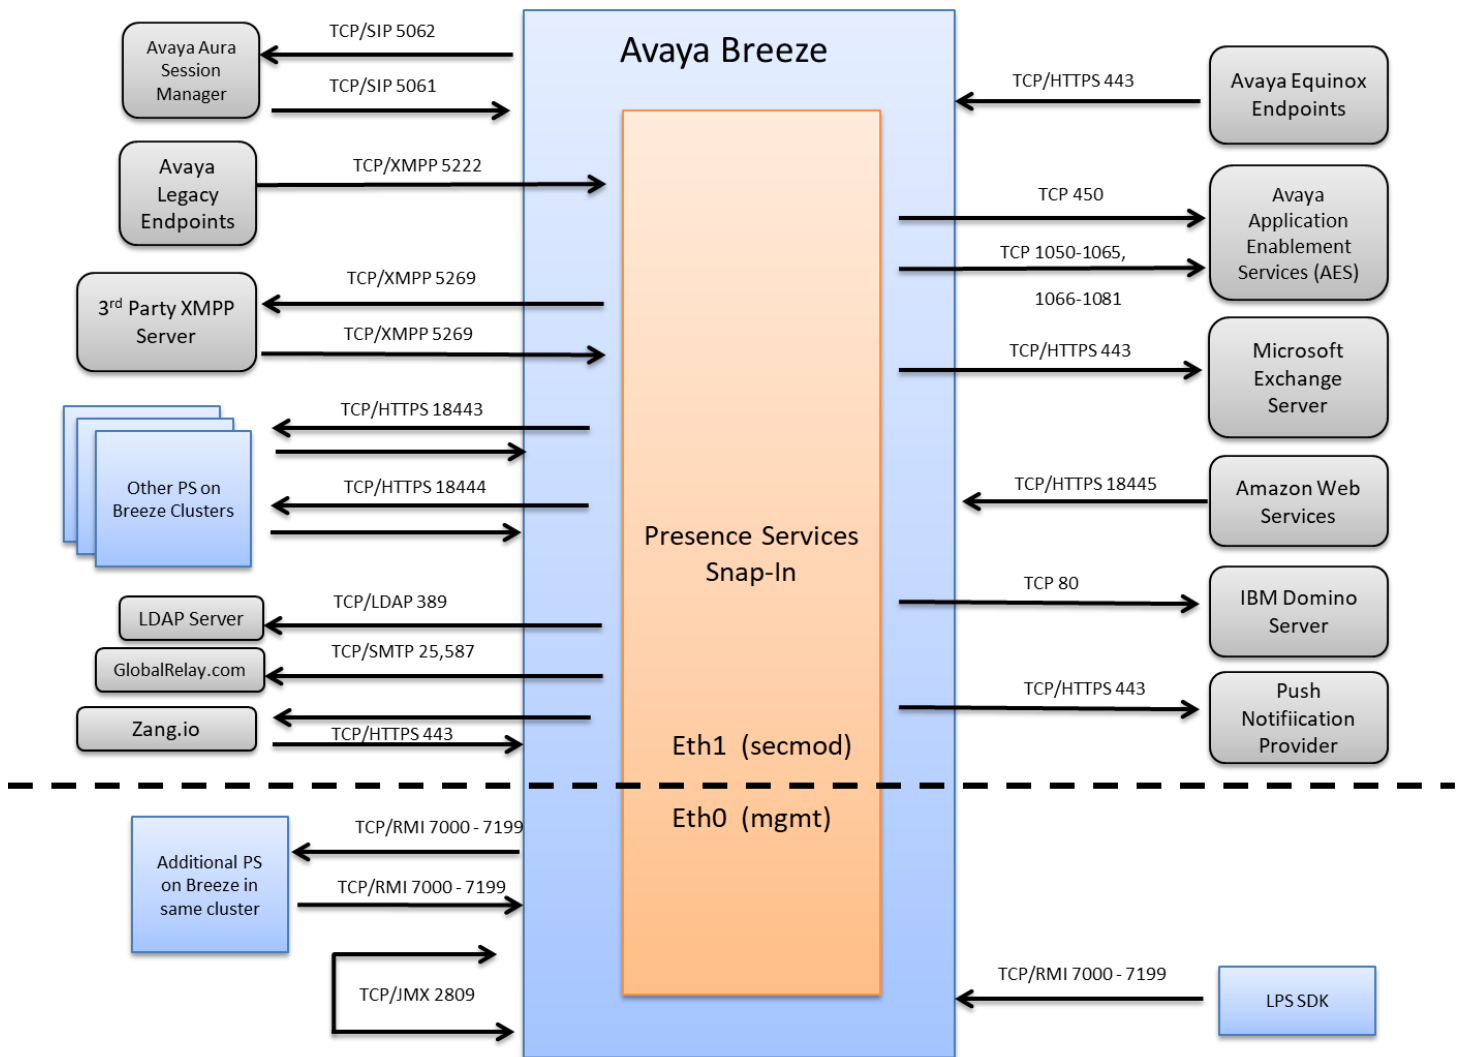 Avaya Breeze
TCP/SIP 5062
Avaya Aura
Session
Manager
TCP/SIP 5061
TCP/HTTPS 443
Avaya Equinox
Endpoints
Avaya
Legacy
Endpoints
TCP/XMPP 5222
TCP 450
TCP 1050-1065,
1066-1081
Avaya
Application
Enablement
Services (AES)
3rd Party XMPP
Server
TCP/XMPP 5269
TCP/XMPP 5269
TCP/HTTPS 443
Microsoft
Exchange
Server
TCP/HTTPS 18443
TCP/HTTPS 18444
Other PS on
Breeze Clusters
TCP/HTTPS 18445
Amazon Web
Services
Presence Services
Snap-In
TCP 80
IBM Domino
Server
TCP/LDAP 389
LDAP Server
TCP/SMTP 25,587
GlobalRelay.com
Zang.io
TCP/HTTPS 443
TCP/HTTPS 443
Push
Notifiication
Provider
Eth1 (secmod)
Eth0 (mgmt)
TCP/RMI 7000 - 7199
Additional PS
on Breeze in
same cluster
TCP/RMI 7000 - 7199
TCP/JMX 2809
TCP/RMI 7000 - 7199
LPS SDK